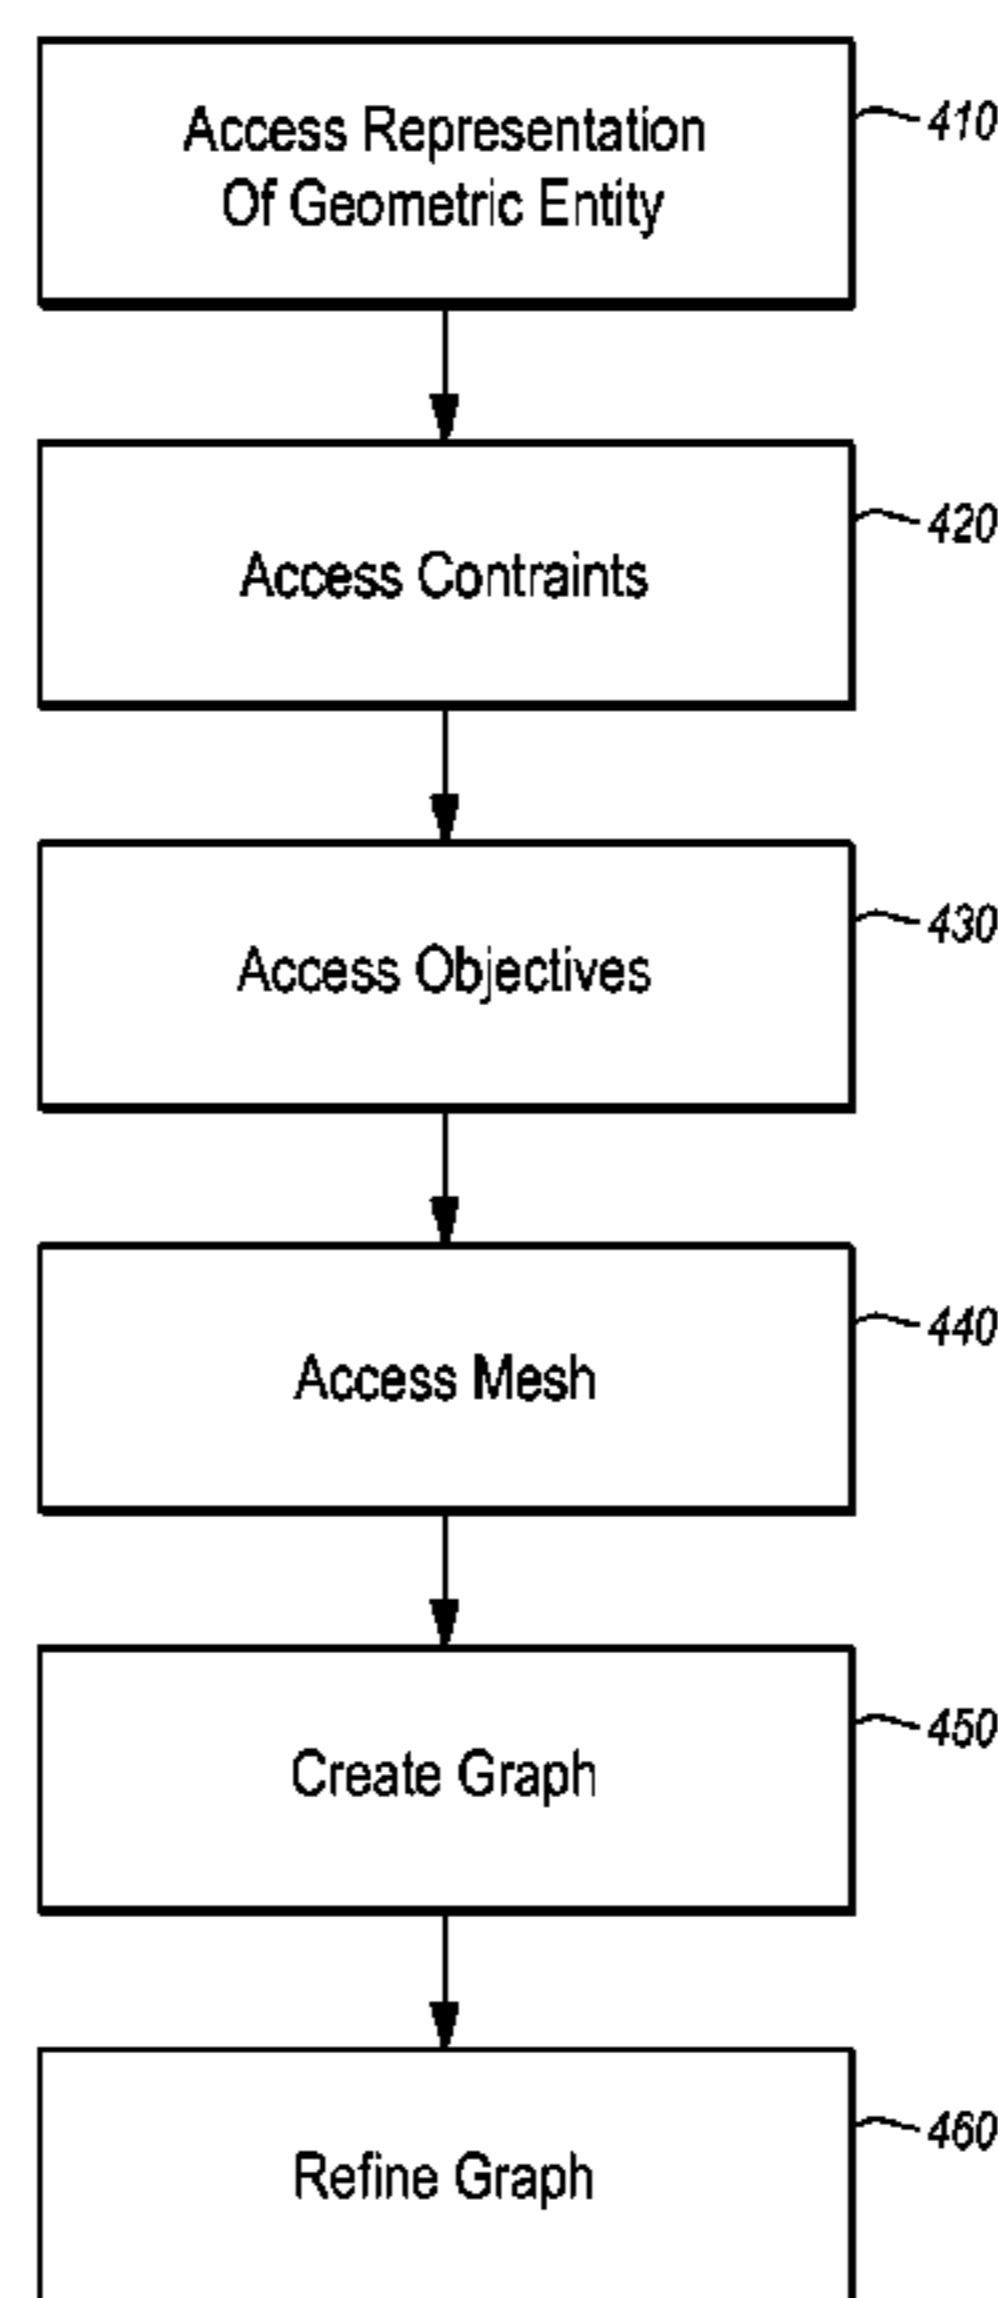 Access Representation
Of Geometric Entity
410
Access Contraints
420
Access Objectives
430
Access Mesh
440
Create Graph
450
Refine Graph
460